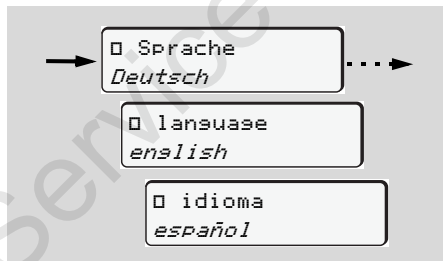 □ Sprache
Deutsch
□ language
english
□ idioma
español
Service